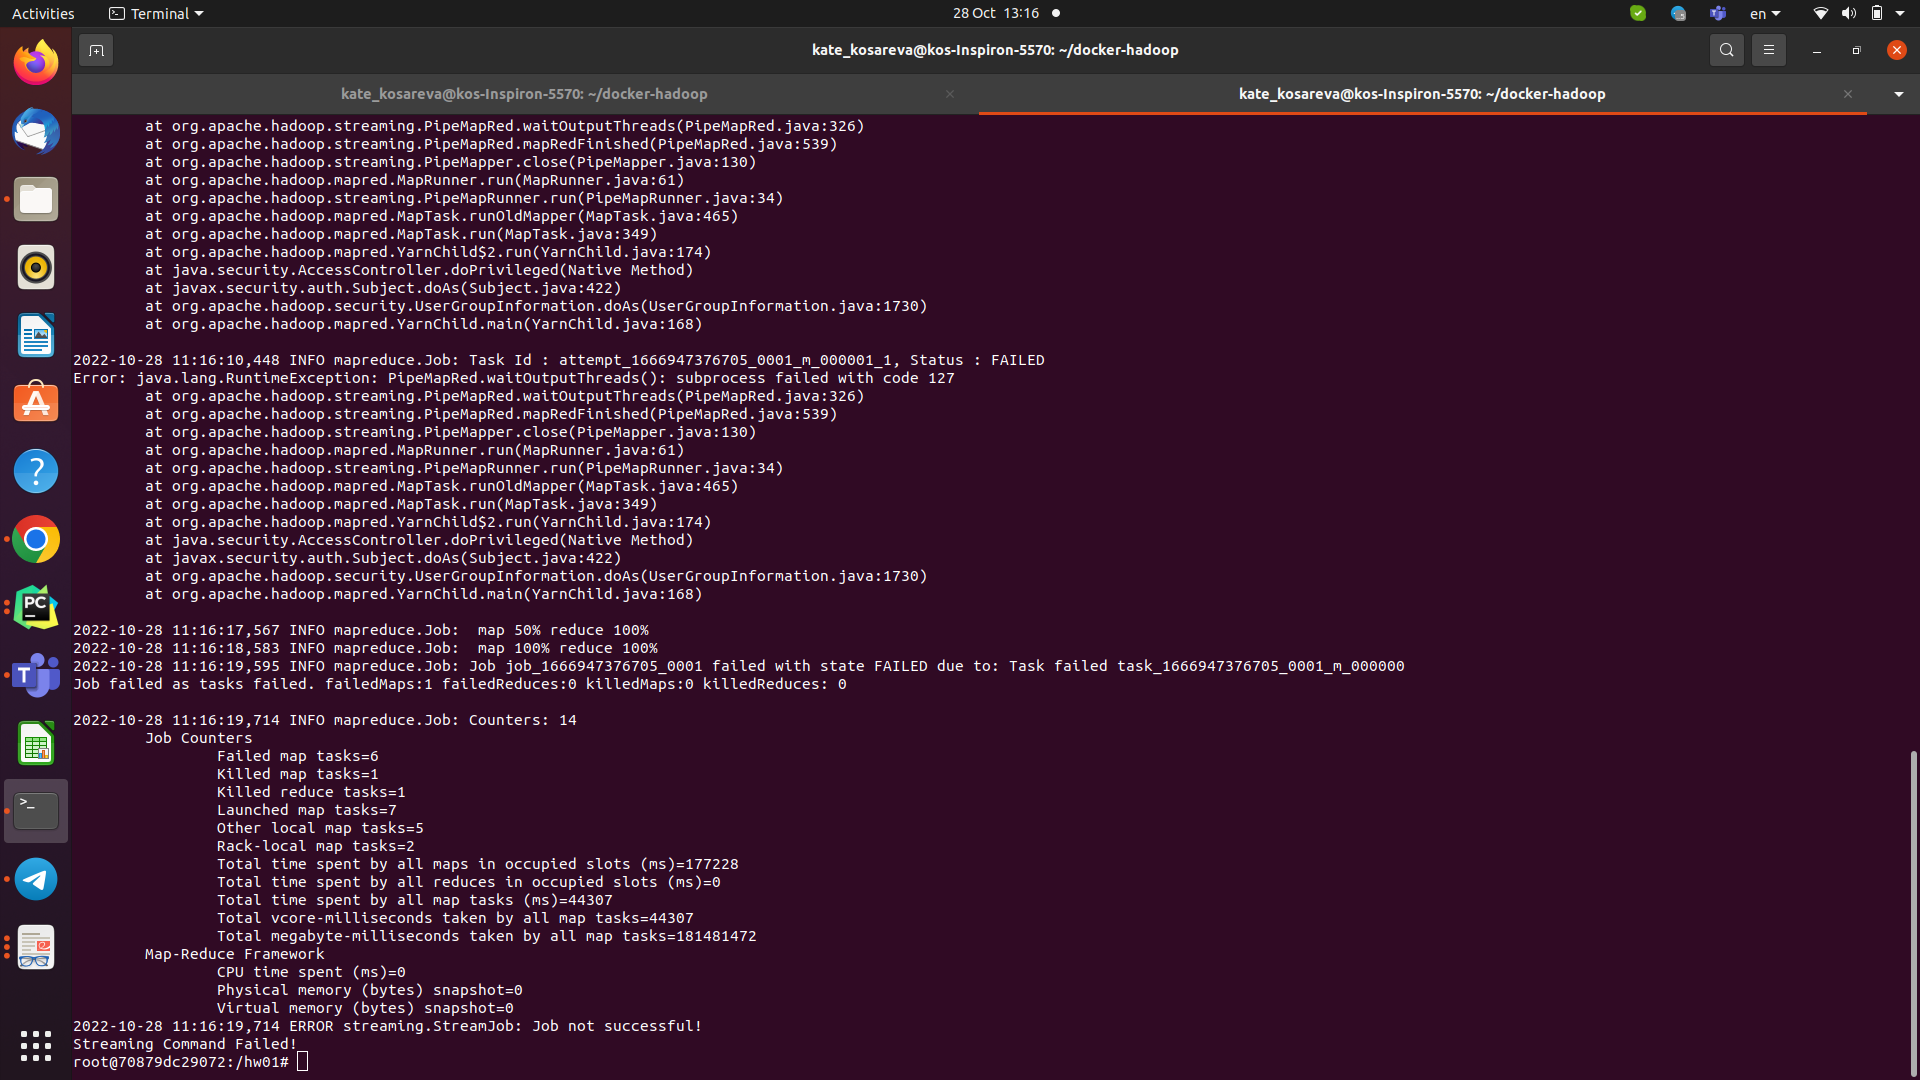 Activities
Terminal
28 Oct 13:16
en
kate_kosareva@kos-Inspiron-5570: ~/docker-hadoop
kate_kosareva@kos-Inspiron-5570: ~/docker-hadoop
kate_kosareva@kos-Inspiron-5570: ~/docker-hadoop
at org.apache.hadoop.streaming.PipeMapRed.waitOutputThreads(PipeMapRed.java:326)
at org.apache.hadoop.streaming.PipeMapRed.mapRedFinished(PipeMapRed.java:539)
at org.apache.hadoop.streaming.PipeMapper.close(PipeMapper.java:130)
at org.apache.hadoop.mapred.MapRunner.run(MapRunner.java:61)
at org.apache.hadoop.streaming.PipeMapRunner.run(PipeMapRunner.java:34)
at org.apache.hadoop.mapred.MapTask.runOldMapper(MapTask.java:465)
at org.apache.hadoop.mapred.MapTask.run(MapTask.java:349)
at org.apache.hadoop.mapred.YarnChild$2.run(YarnChild.java:174)
at java.security.AccessController.doPrivileged(Native Method)
at javax.security.auth.Subject.doAs(Subject.java:422)
at org.apache.hadoop.security.UserGroupInformation.doAs(UserGroupInformation.java:1730)
at org.apache.hadoop.mapred.YarnChild.main(YarnChild.java:168)
2022-10-28 11:16:10,448 INFO mapreduce.Job: Task Id : attempt_1666947376705_0001_m_000001_1, Status : FAILED
Error: java.lang.RuntimeException: PipeMapRed.waitOutputThreads(): subprocess failed with code 127
at org.apache.hadoop.streaming.PipeMapRed.waitOutputThreads(PipeMapRed.java:326)
at org.apache.hadoop.streaming.PipeMapRed.mapRedFinished(PipeMapRed.java:539)
at org.apache.hadoop.streaming.PipeMapper.close(PipeMapper.java:130)
at org.apache.hadoop.mapred.MapRunner.run(MapRunner.java:61)
at org.apache.hadoop.streaming.PipeMapRunner.run(PipeMapRunner.java:34)
at org.apache.hadoop.mapred.MapTask.runOldMapper(MapTask.java:465)
at org.apache.hadoop.mapred.MapTask.run(MapTask.java:349)
at org.apache.hadoop.mapred.YarnChild$2.run(YarnChild.java:174)
at java.security.AccessController.doPrivileged(Native Method)
at javax.security.auth.Subject.doAs(Subject.java:422)
at org.apache.hadoop.security.UserGroupInformation.doAs(UserGroupInformation.java:1730)
at org.apache.hadoop.mapred.YarnChild.main(YarnChild.java:168)
2022-10-28 11:16:17,567 INFO mapreduce.Job:  map 50% reduce 100%
2022-10-28 11:16:18,583 INFO mapreduce.Job:  map 100% reduce 100%
2022-10-28 11:16:19,595 INFO mapreduce.Job: Job job_1666947376705_0001 failed with state FAILED due to: Task failed task_1666947376705_0001_m_000000
Job failed as tasks failed. failedMaps:1 failedReduces:0 killedMaps:0 killedReduces: 0
2022-10-28 11:16:19,714 INFO mapreduce.Job: Counters: 14
Job Counters
Failed map tasks=6
Killed map tasks=1
Killed reduce tasks=1
Launched map tasks=7
Other local map tasks=5
Rack-local map tasks=2
Total time spent by all maps in occupied slots (ms)=177228
Total time spent by all reduces in occupied slots (ms)=0
Total time spent by all map tasks (ms)=44307
Total vcore-milliseconds taken by all map tasks=44307
Total megabyte-milliseconds taken by all map tasks=181481472
Map-Reduce Framework
CPU time spent (ms)=0
Physical memory (bytes) snapshot=0
Virtual memory (bytes) snapshot=0
2022-10-28 11:16:19,714 ERROR streaming.StreamJob: Job not successful!
Streaming Command Failed!
root@70879dc29072:/hw01#